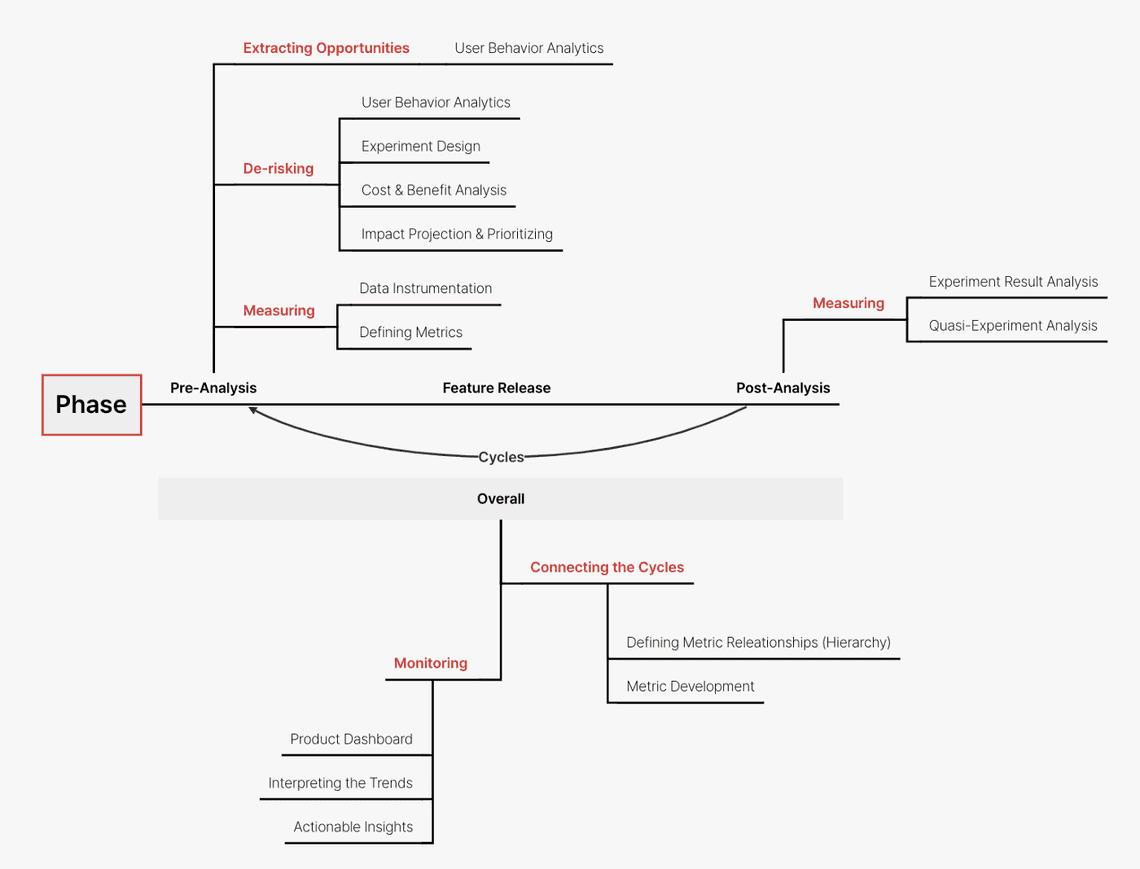 Extracting Opportunities
User Behavior Analytics
User Behavior Analytics
Experiment Design
De-risking
Cost & Benefit Analysis
Impact Projection & Prioritizing
Data Instrumentation
Measuring
Defining Metrics
Experiment Result Analysis
Measuring
Quasi-Experiment Analysis
Phase
Pre-Analysis
Feature Release
Post-Analysis
Cycles
Overall
Connecting the Cycles
Defining Metric Releationships (Hierarchy)
Metric Development
Monitoring
Product Dashboard
Interpreting the Trends
Actionable Insights